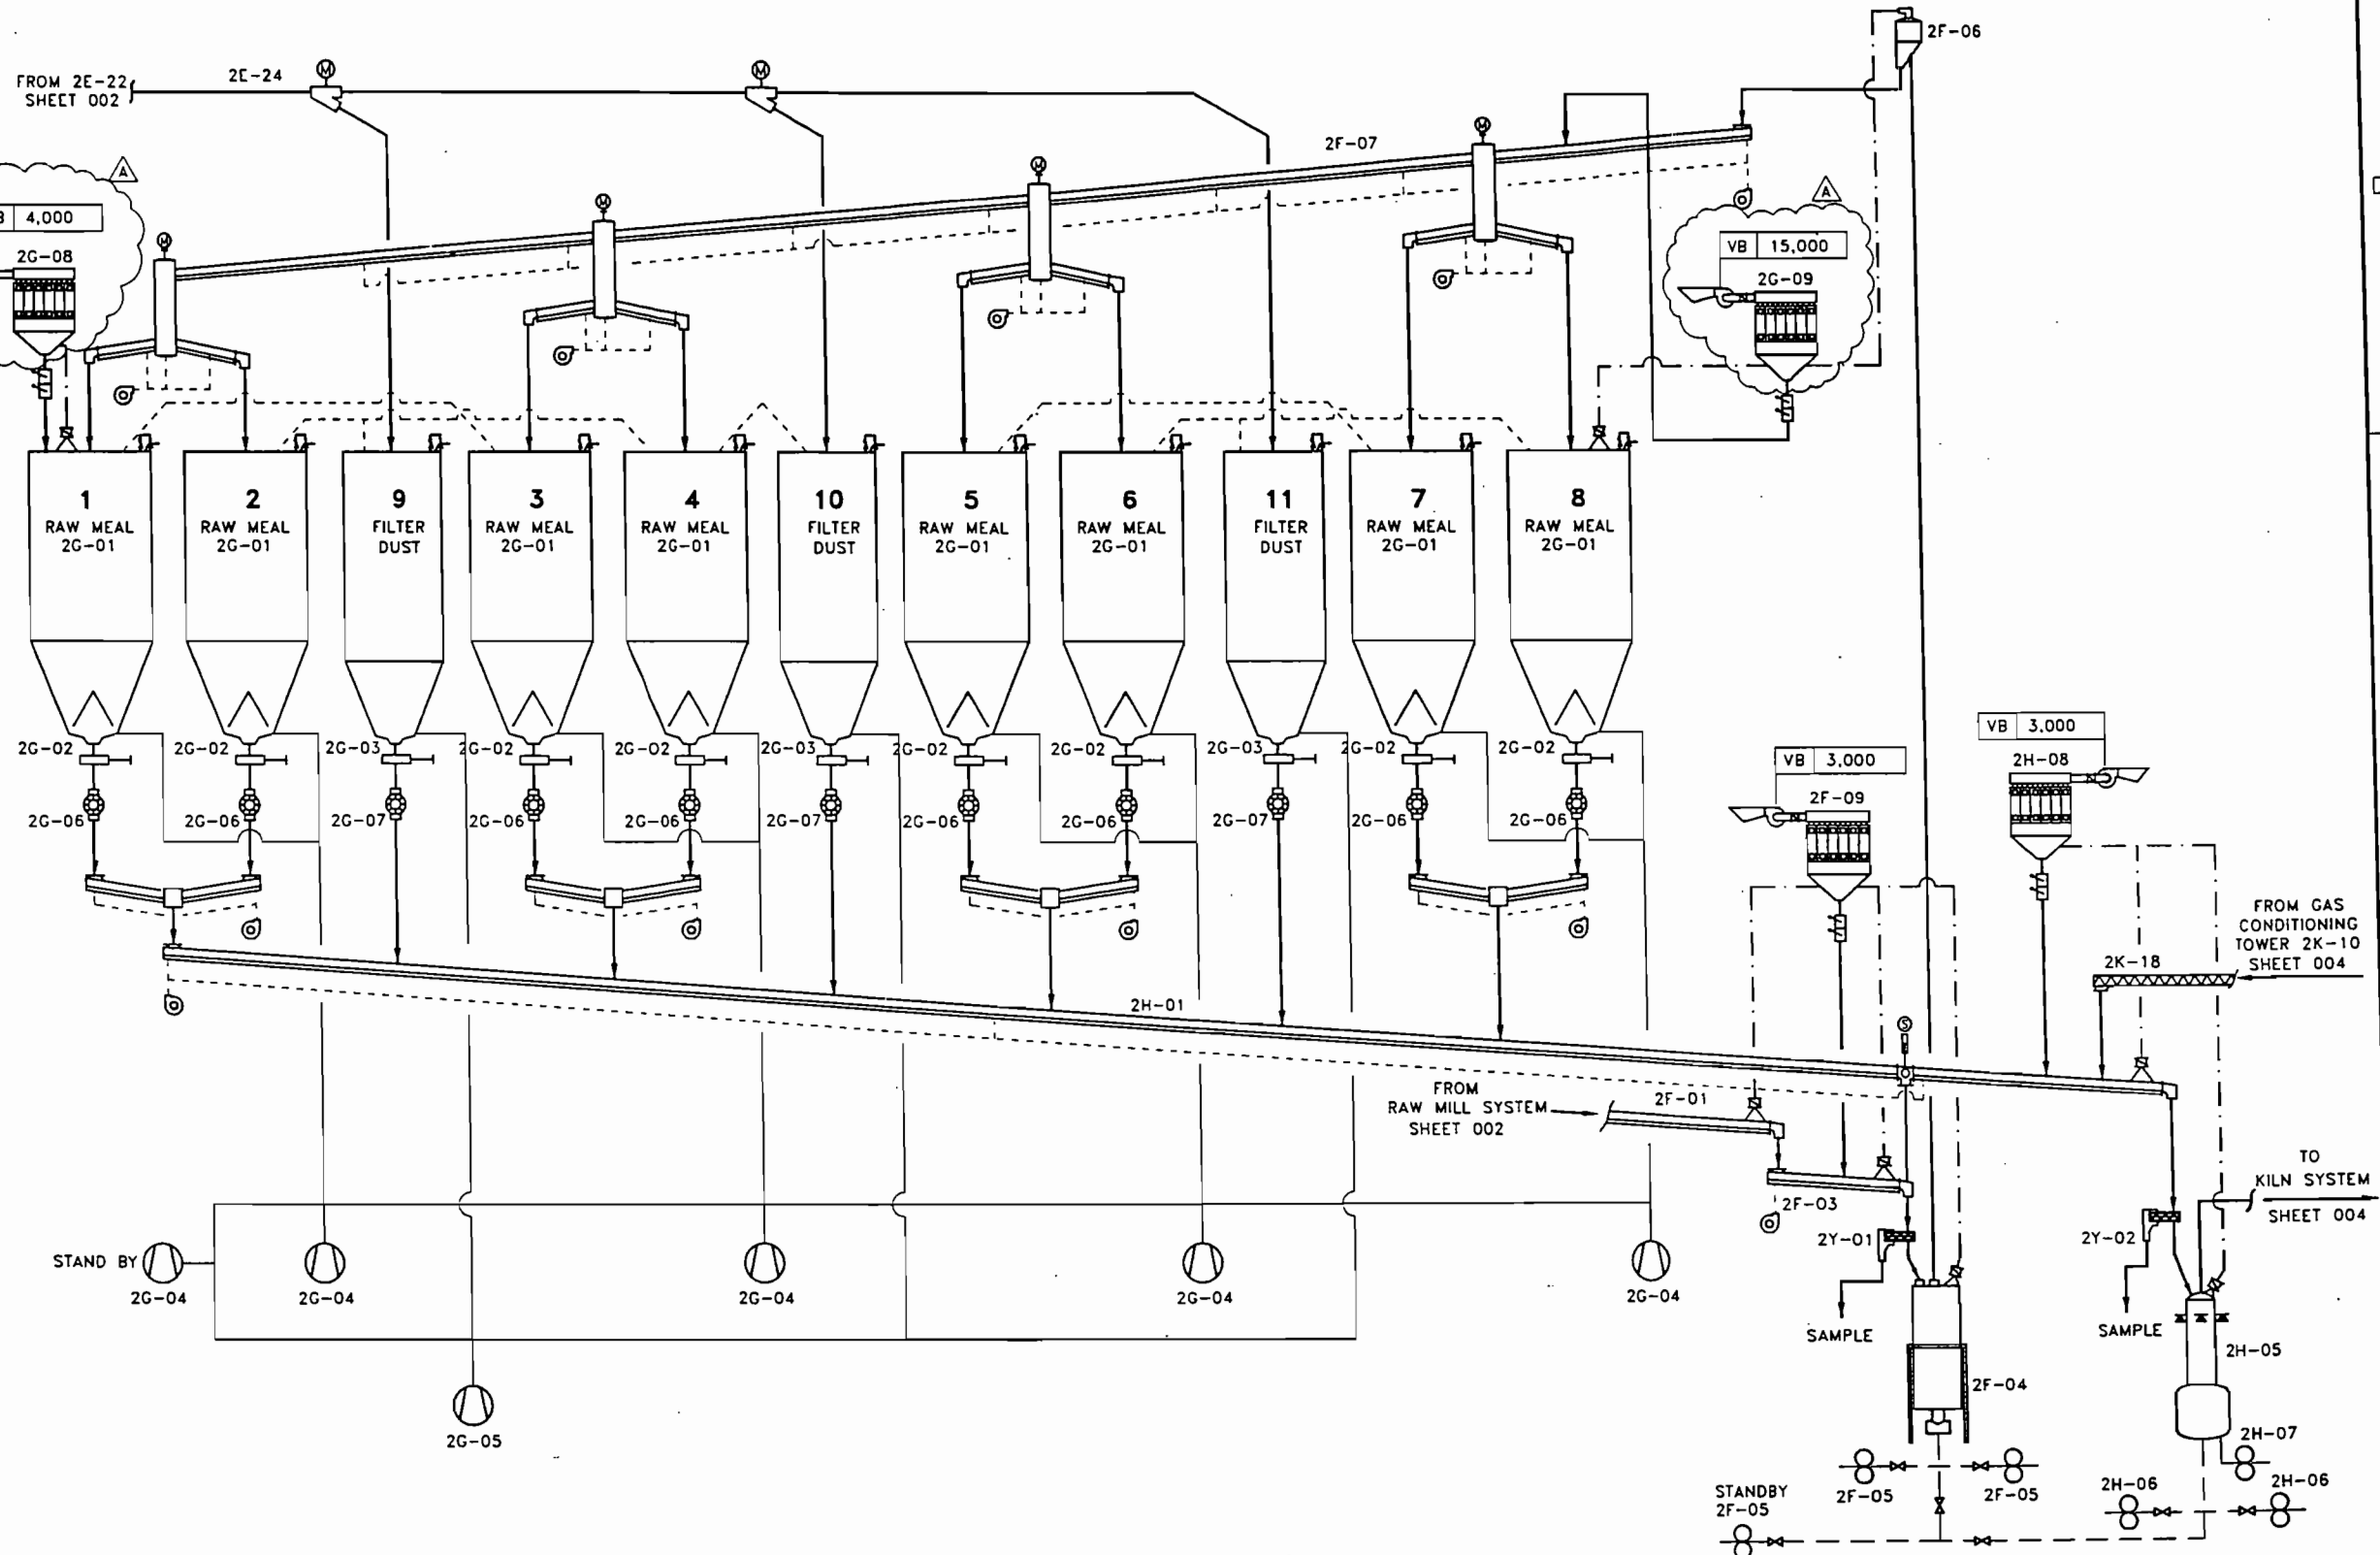 2F-06
FROM 2E-22
SHEET 002
2E-24
M
M
M
2F-07
M
M
M
A
A
4,000
VB 15,000
2G-08
2G-09
1
RAW MEAL
2G-01
2
RAW MEAL
2G-01
9
FILTER
DUST
3
RAW MEAL
2G-01
4
RAW MEAL
2G-01
10
FILTER
DUST
5
RAW MEAL
2G-01
6
RAW MEAL
2G-01
11
FILTER
DUST
7
RAW MEAL
2G-01
8
RAW MEAL
2G-01
2G-02
2G-02
2G-03
2G-02
2G-02
2G-03
2G-02
2G-02
2G-03
2G-02
2G-02
VB 3,000
2H-08
VB 3,000
2F-09
2G-06
2G-06
2G-07
2G-06
2G-06
2G-07
2G-06
2G-06
2G-07
2G-06
2G-06
FROM GAS
CONDITIONING
TOWER 2K-10
SHEET 004
2K-18
2H-01
S
FROM
RAW MILL SYSTEM
SHEET 002
2F-01
2F-03
TO
KILN SYSTEM
SHEET 004
2Y-01
2Y-02
STAND BY
2G-04
2G-04
2G-04
2G-04
2G-04
SAMPLE
SAMPLE
2H-05
2F-04
2G-05
2H-07
2F-05
2F-05
2H-06
2H-06
STANDBY
2F-05